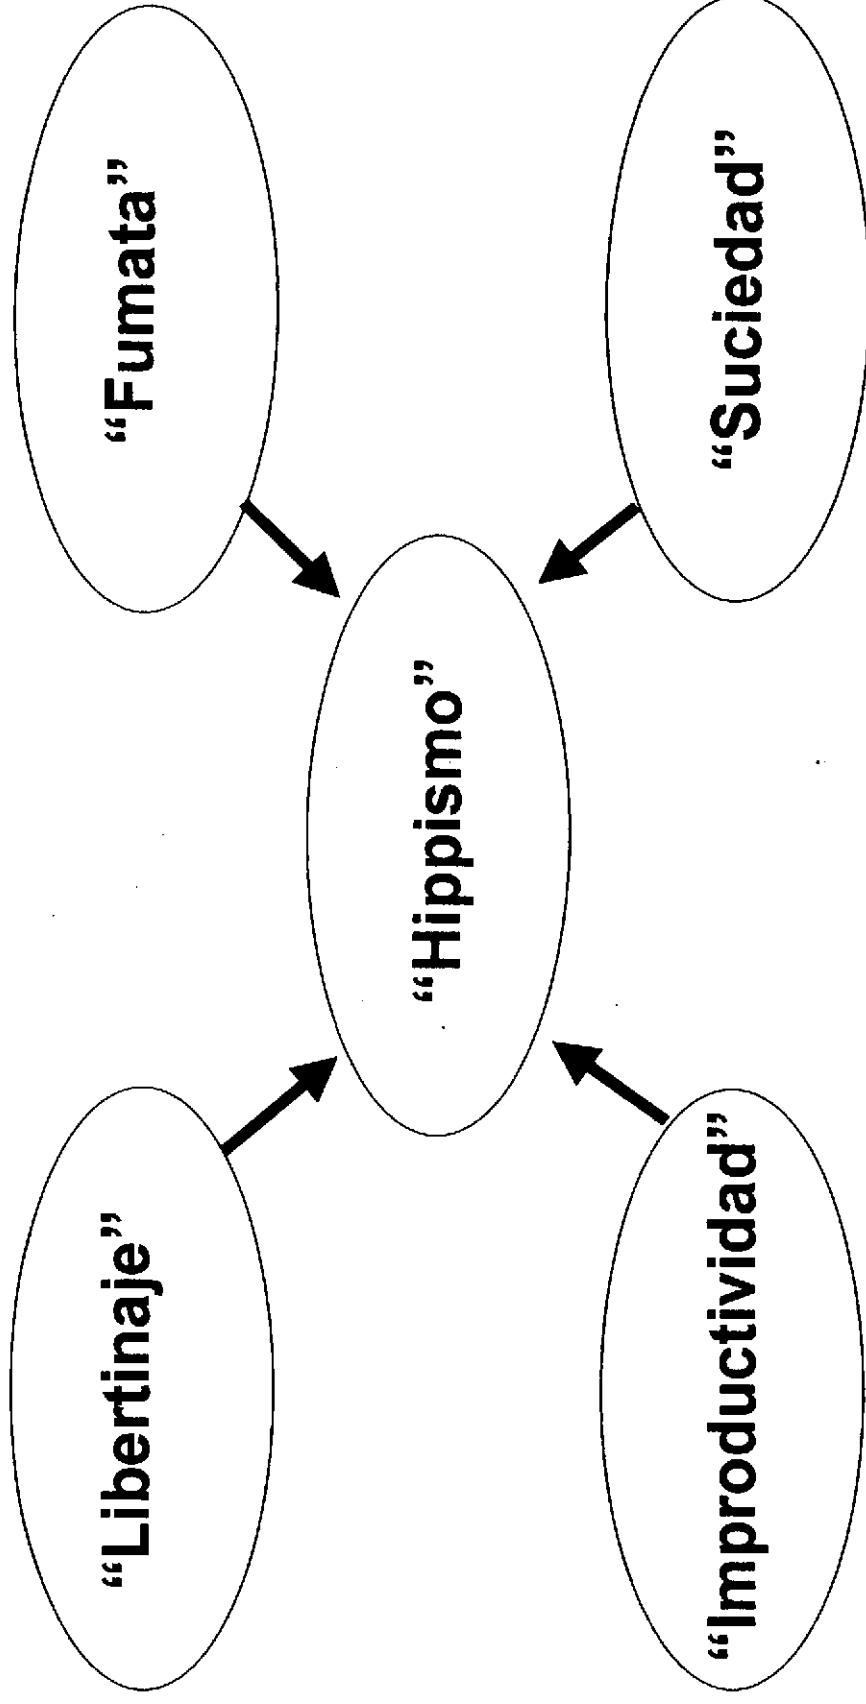 “Libertinaje”
“Fumata”
“Hippismo”
“Improductividad”
“Suciedad”